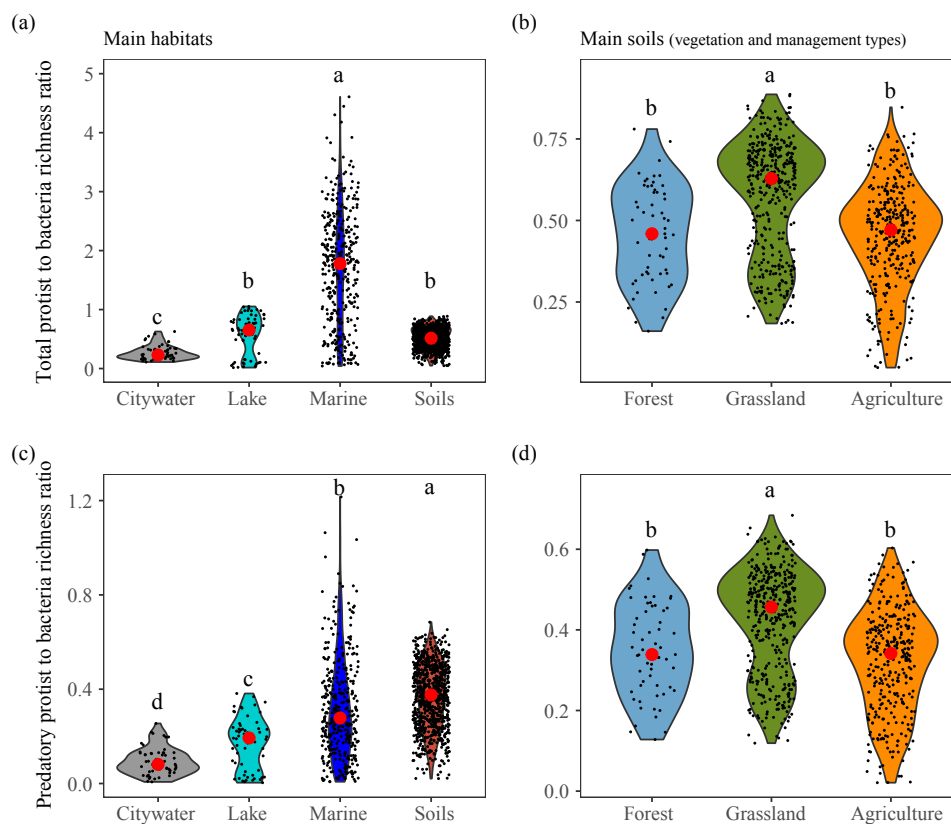 (a)
Main habitats
Total protist to bacteria richness ratio
5
4
3
2
1
0
c
b
a
b
Citywater
Lake
Marine
Soils
(b)
Main soils (vegetation and management types)
0.75
0.50
0.25
b
a
b
Forest
Grassland
Agriculture
(c)
Predatory protist to bacteria richness ratio
1.2
0.8
0.4
0.0
d
c
b
a
Citywater
Lake
Marine
Soils
(d)
0.6
0.4
0.2
0.0
b
a
b
Forest
Grassland
Agriculture